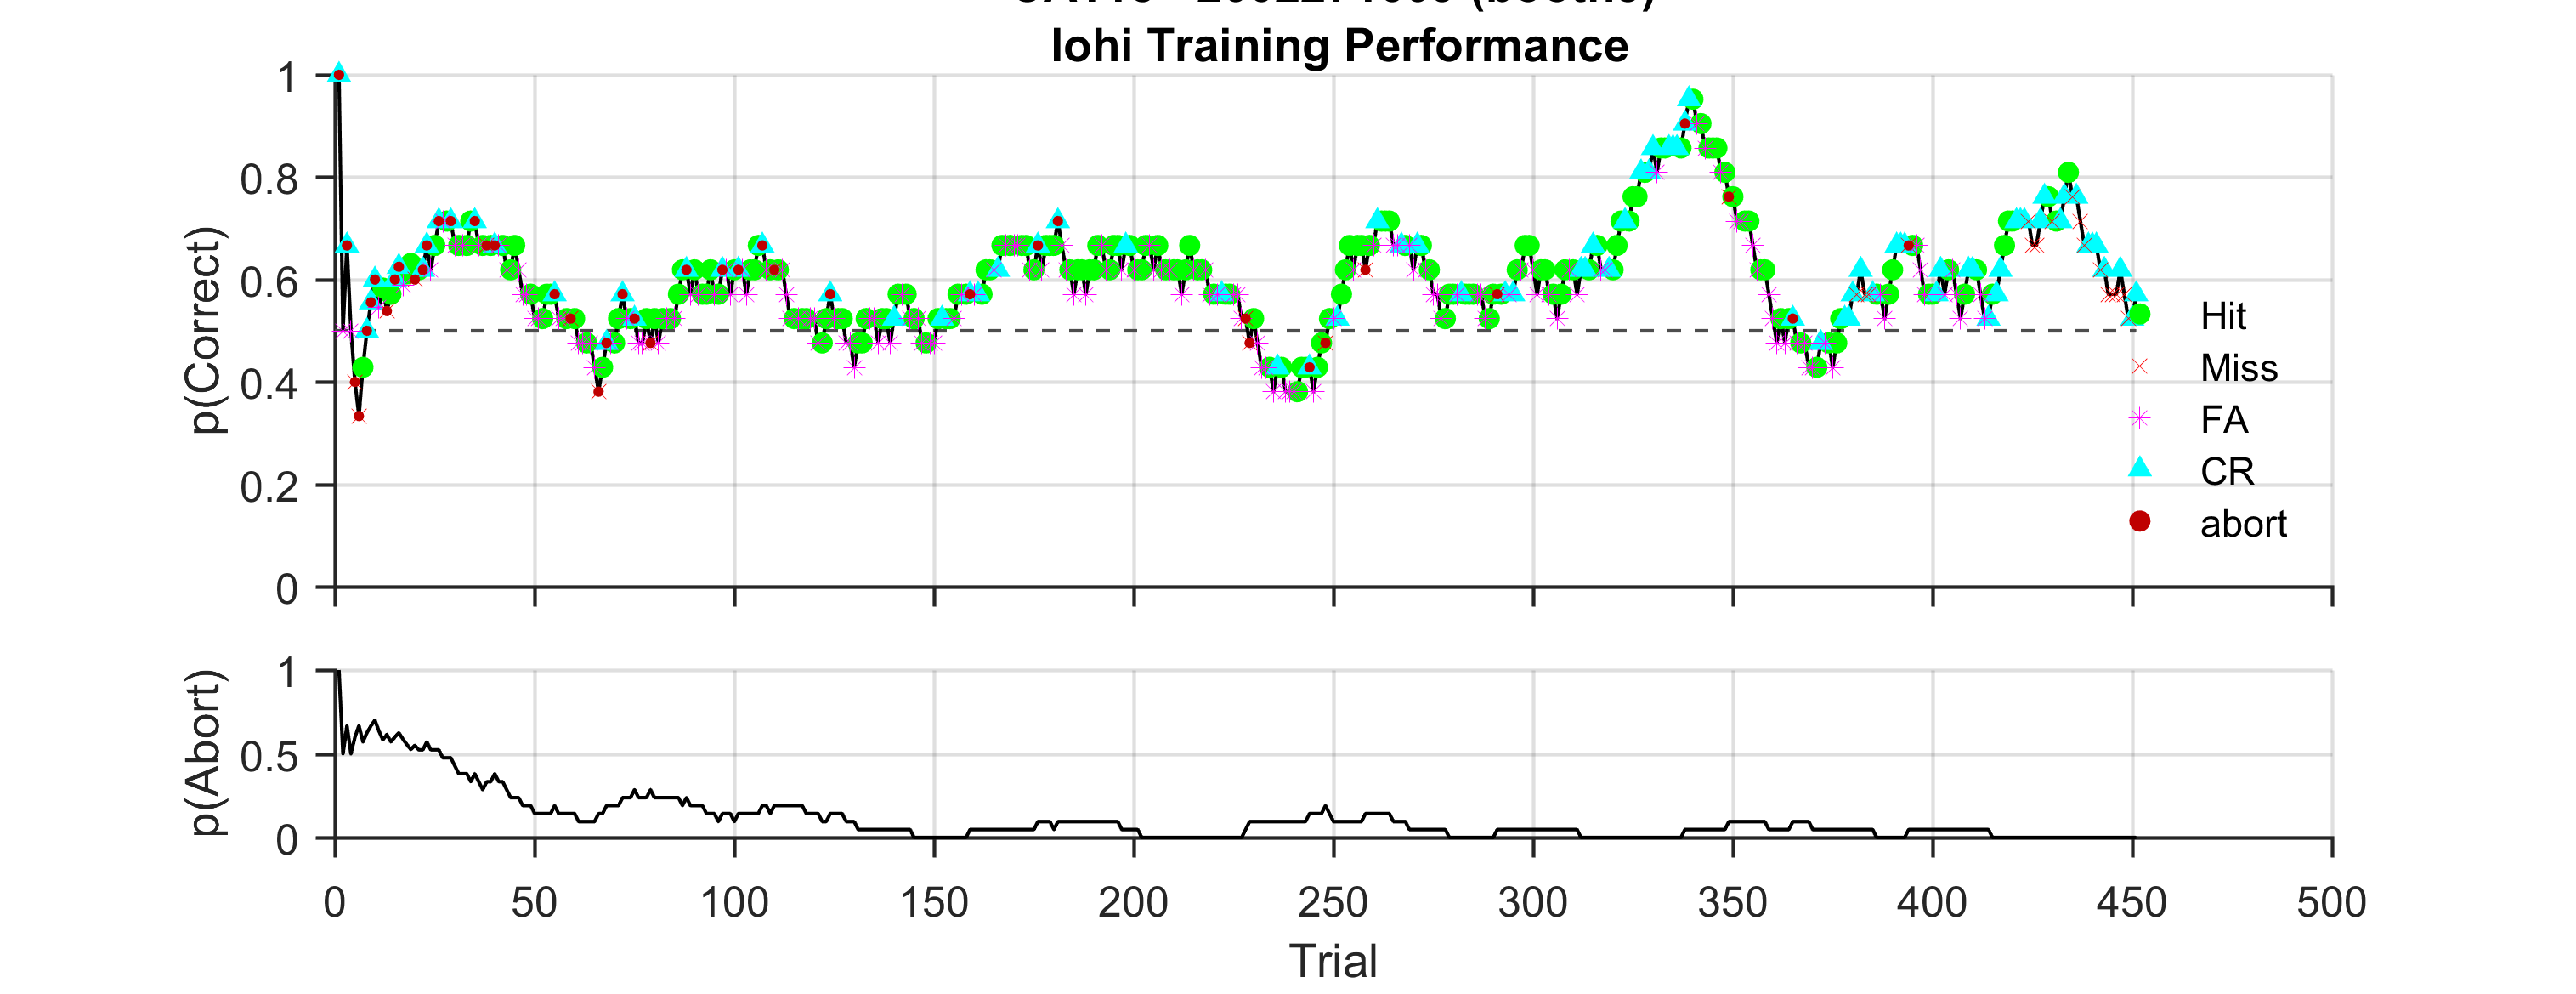 lohi Training Performance
p(Correct)
1
0.8
0.6
0.4
0.2
0
Hit
Miss
FA
CR
abort
p(Abort)
1
0.5
0
0 50 100 150 200 250 300 350 400 450 500
Trial